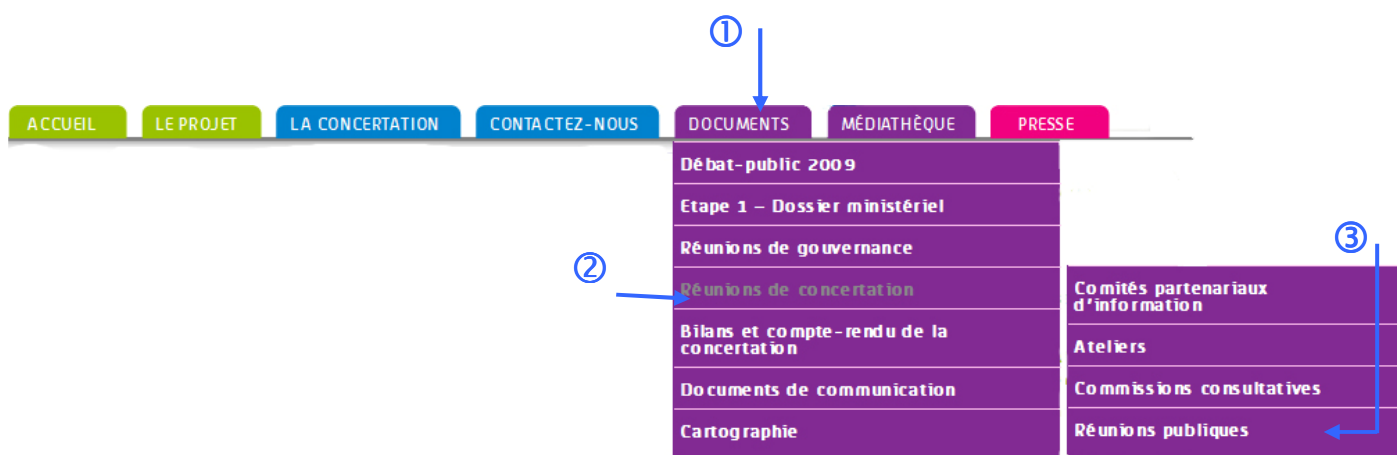 ①
ACCUEIL LE PROJET LA CONCERTATION CONTACTEZ-NOUS DOCUMENTS MÉDIATHÈQUE PRESSE
Débat-public 2009
Etape 1 – Dossier ministériel
Réunions de gouvernance
②
Réunions de concertation
Bilans et compte-rendu de la
concertation
Documents de communication
Cartographie
③
Comités partenariaux
d'information
Ateliers
Commissions consultatives
Réunions publiques